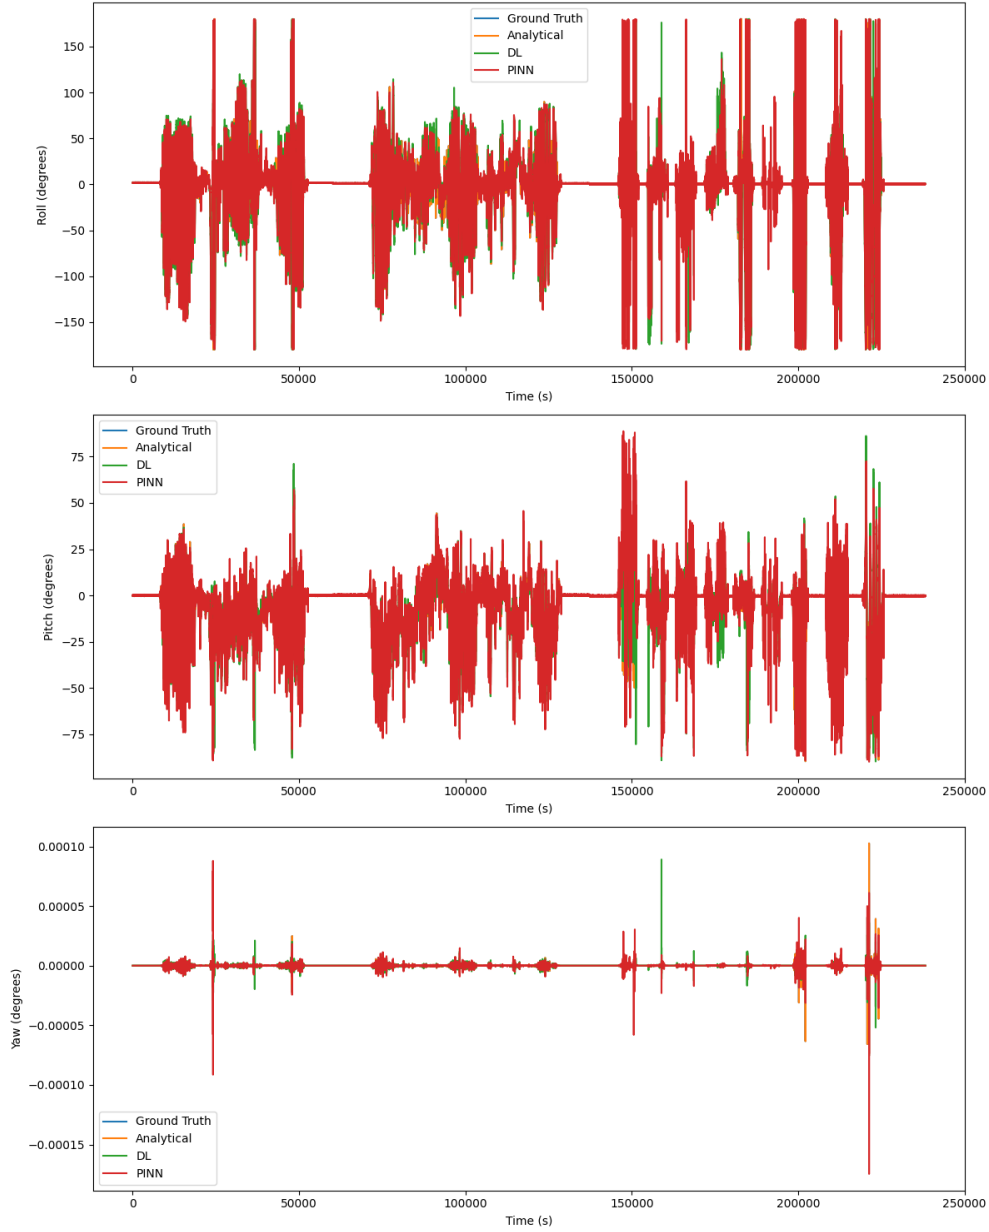 Roll (degrees)
150
100
50
0
−50
−100
−150
Ground Truth
Analytical
DL
PINN
0
50000
100000
150000
200000
250000
Time (s)
Pitch (degrees)
75
50
25
0
−25
−50
−75
Ground Truth
Analytical
DL
PINN
0
50000
100000
150000
200000
250000
Time (s)
Yaw (degrees)
0.00010
0.00005
0.00000
−0.00005
−0.00010
−0.00015
Ground Truth
Analytical
DL
PINN
0
50000
100000
150000
200000
250000
Time (s)